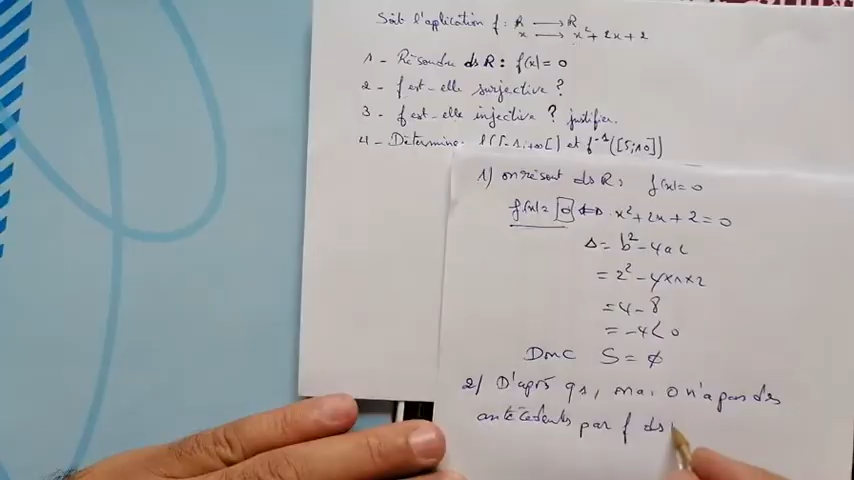 Soit l'application f : R → R
x → x² + 2x + 2
1 - Résoudre ds R : f(x) = 0
2 - f est-elle surjective ?
3 - f est-elle injective ? justifier.
4 - Détermine f([-1,+∞[) et f⁻¹([5;10])
1) on résout ds R : f(x) = 0
f(x) = 0 ⇔ x² + 2x + 2 = 0
Δ = b² - 4ac
= 2² - 4×1×2
= 4 - 8
= -4 < 0
Donc S = ∅
2) D'après q1, on a : 0 n'a pas des
antécédents par f ds